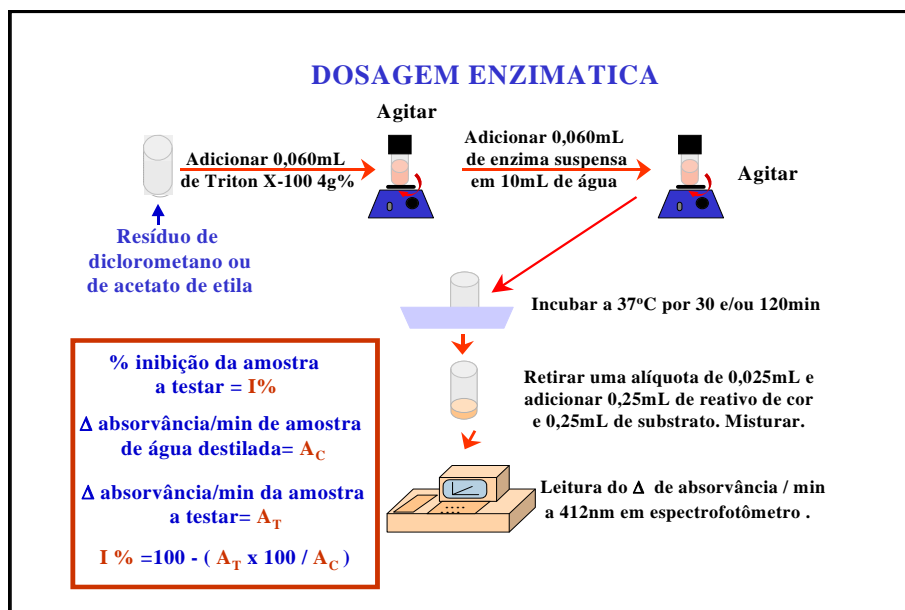 DOSAGEM ENZIMATICA
Agitar
Adicionar 0,060mL
de Triton X-100 4g%
Adicionar 0,060mL
de enzima suspensa
em 10mL de água
Agitar
Resíduo de
diclorometano ou
de acetato de etila
Incubar a 37ºC por 30 e/ou 120min
Retirar uma alíquota de 0,025mL e
adicionar 0,25mL de reativo de cor
e 0,25mL de substrato. Misturar.
Leitura do Δ de absorvância / min
a 412nm em espectrofotômetro .
% inibição da amostra
a testar = I%
Δ absorvância/min de amostra
de água destilada= A_C
Δ absorvância/min da amostra
a testar= A_T
I % =100 - ( A_T x 100 / A_C )